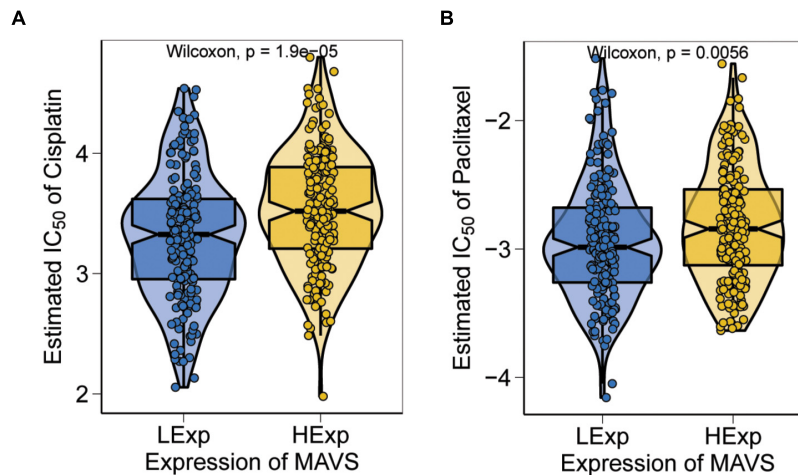 A
Wilcoxon, p = 1.9e−05
Estimated IC50 of Cisplatin
4
3
2
LExp HExp
Expression of MAVS
B
Wilcoxon, p = 0.0056
Estimated IC50 of Paclitaxel
−2
−3
−4
LExp HExp
Expression of MAVS